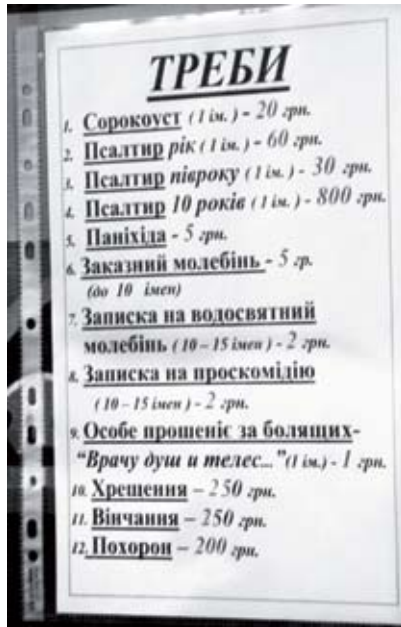 ТРЕБИ
1. Сорокоуст (1 ім.) - 20 грн.
2. Псалтир рік (1 ім.) - 60 грн.
3. Псалтир півроку (1 ім.) - 30 грн.
4. Псалтир 10 років (1 ім.) - 800 грн.
5. Паніхіда - 5 грн.
6. Заказний молебінь - 5 гр.
(до 10 імен)
7. Записка на водосвятний
молебінь (10 – 15 імен) - 2 грн.
8. Записка на проскомідію
(10 – 15 імен) - 2 грн.
9. Особе прошеніє за болящих-
“Врачу душ и телес...”(1 ім.) - 1 грн.
10. Хрещення – 250 грн.
11. Вінчання – 250 грн.
12. Похорон – 200 грн.